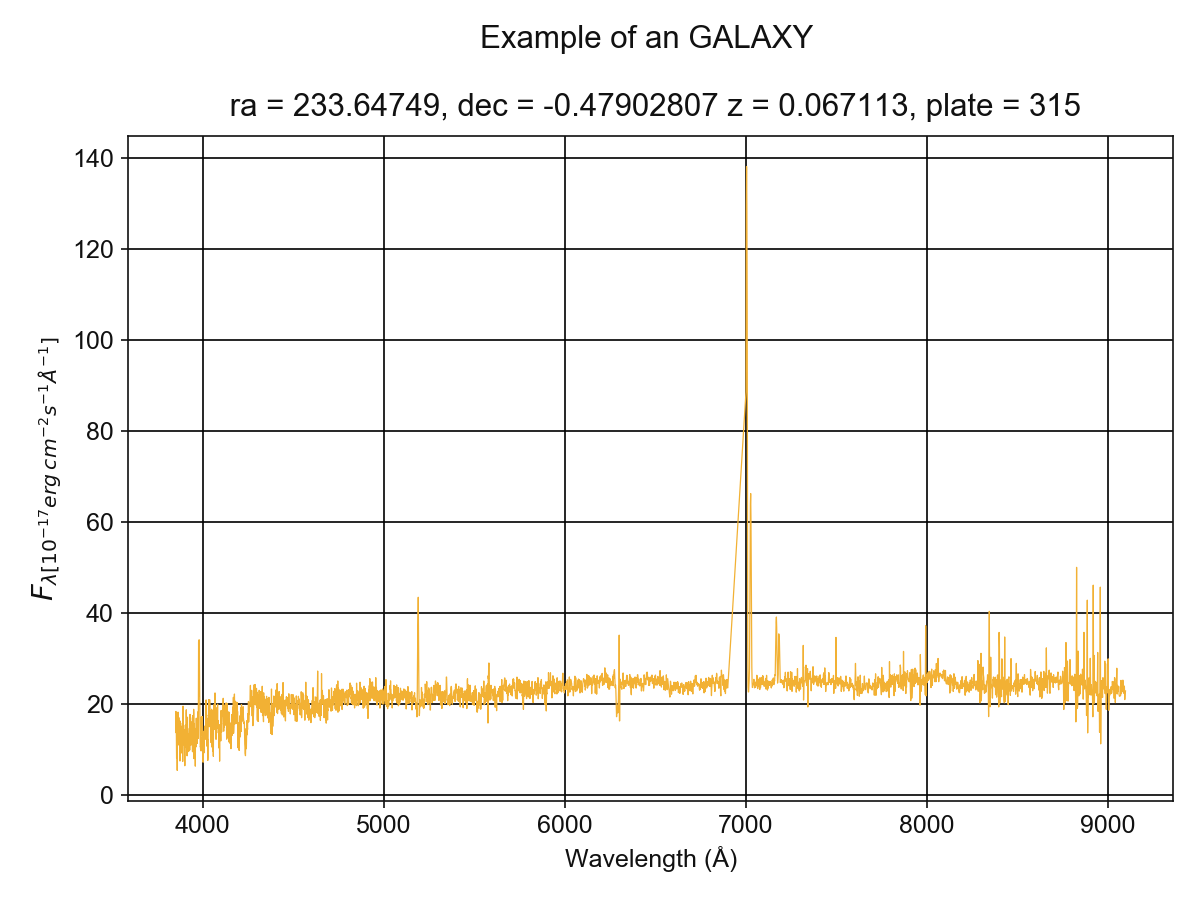 Example of an GALAXY
ra = 233.64749, dec = -0.47902807 z = 0.067113, plate = 315
140
120
100
80
60
40
20
0
F_{λ[10^{−17}erg cm^{−2}s^{−1}Å^{−1}]}
4000 5000 6000 7000 8000 9000
Wavelength (Å)